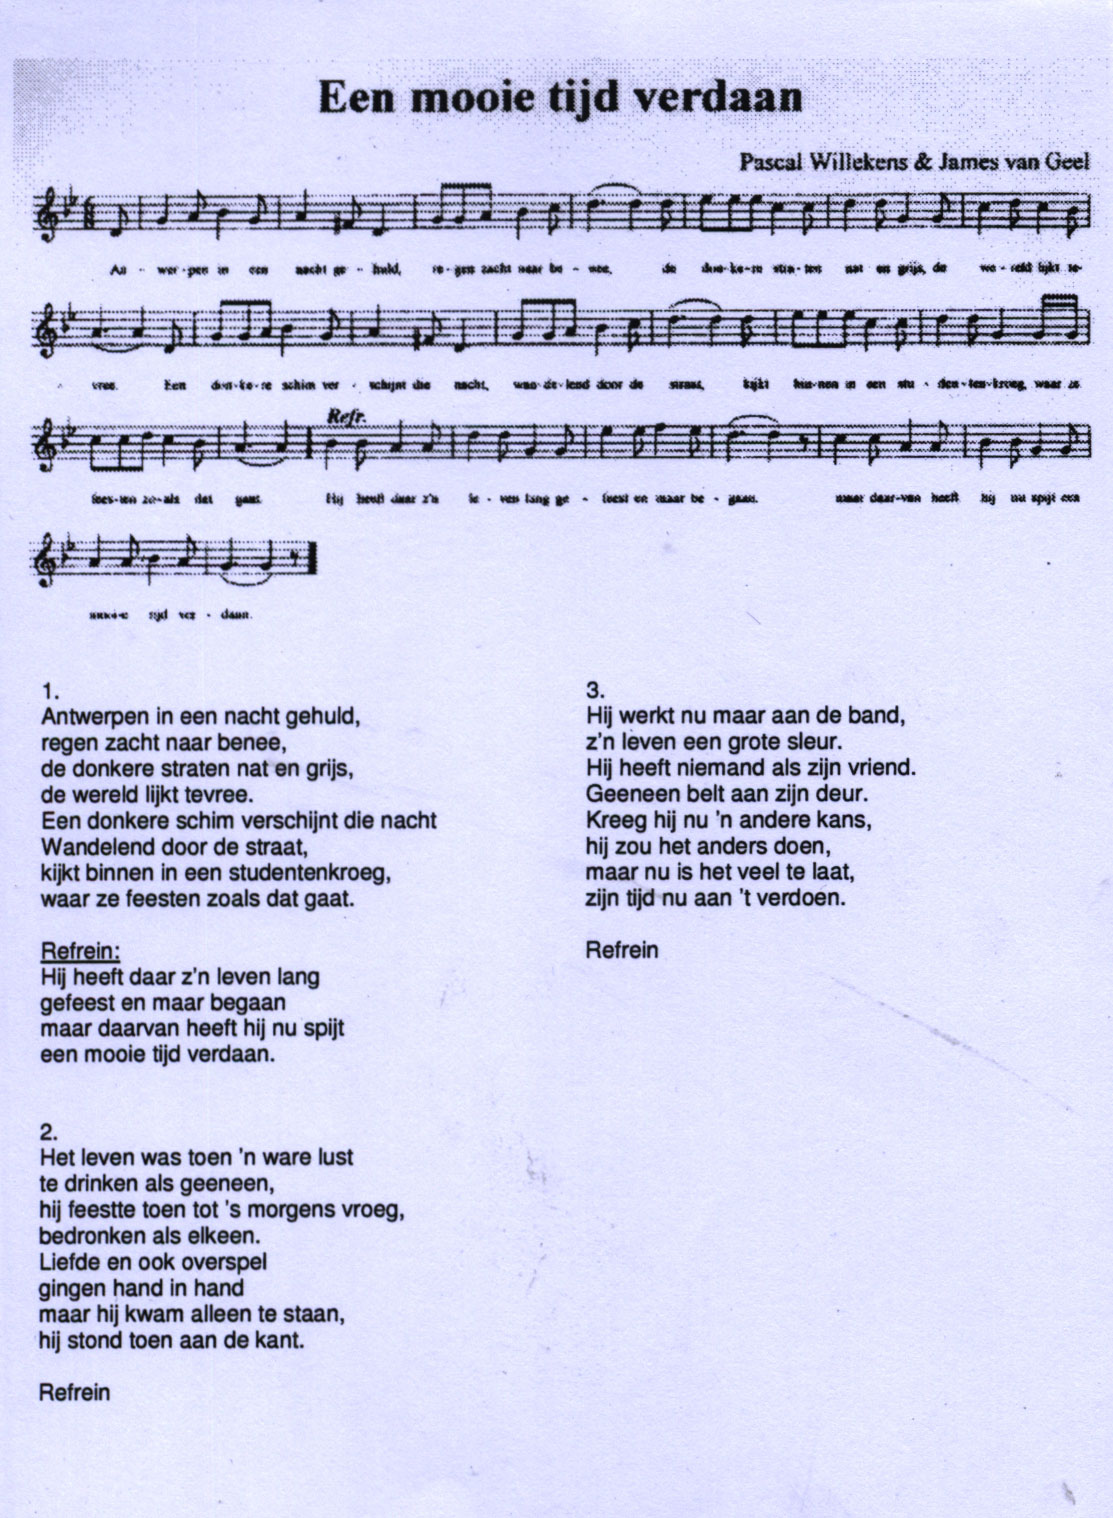 Een mooie tijd verdaan
Pascal Willekens & James van Geel
An - wer - pen in een nacht ge - huld, re - gen zacht naar be - nee, de don - ke - re stra - ten nat en grijs, de we - reld lijkt te-
vree. Een don - ke - re schim ver - schijnt die nacht, wan - de - lend door de straat, kijkt bin - nen in een stu - den - ten - kroeg, waar ze
Refr.
fees - ten zo - als dat gaat. Hij heeft daar z'n le - ven lang ge - feest en maar be - gaan. maar daar - van heeft hij nu spijt een
mooi - e tijd ver - daan.
1.
Antwerpen in een nacht gehuld,
regen zacht naar benee,
de donkere straten nat en grijs,
de wereld lijkt tevree.
Een donkere schim verschijnt die nacht
Wandelend door de straat,
kijkt binnen in een studentenkroeg,
waar ze feesten zoals dat gaat.
Refrein:
Hij heeft daar z'n leven lang
gefeest en maar begaan
maar daarvan heeft hij nu spijt
een mooie tijd verdaan.
2.
Het leven was toen 'n ware lust
te drinken als geeneen,
hij feestte toen tot 's morgens vroeg,
bedronken als elkeen.
Liefde en ook overspel
gingen hand in hand
maar hij kwam alleen te staan,
hij stond toen aan de kant.
Refrein
3.
Hij werkt nu maar aan de band,
z'n leven een grote sleur.
Hij heeft niemand als zijn vriend.
Geeneen belt aan zijn deur.
Kreeg hij nu 'n andere kans,
hij zou het anders doen,
maar nu is het veel te laat,
zijn tijd nu aan 't verdoen.
Refrein